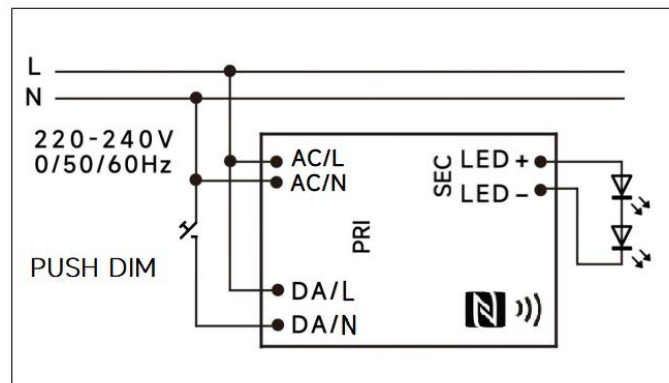 L
N
220-240V
0/50/60Hz
PUSH DIM
AC/L
AC/N
PRI
DA/L
DA/N
SEC
LED +
LED -